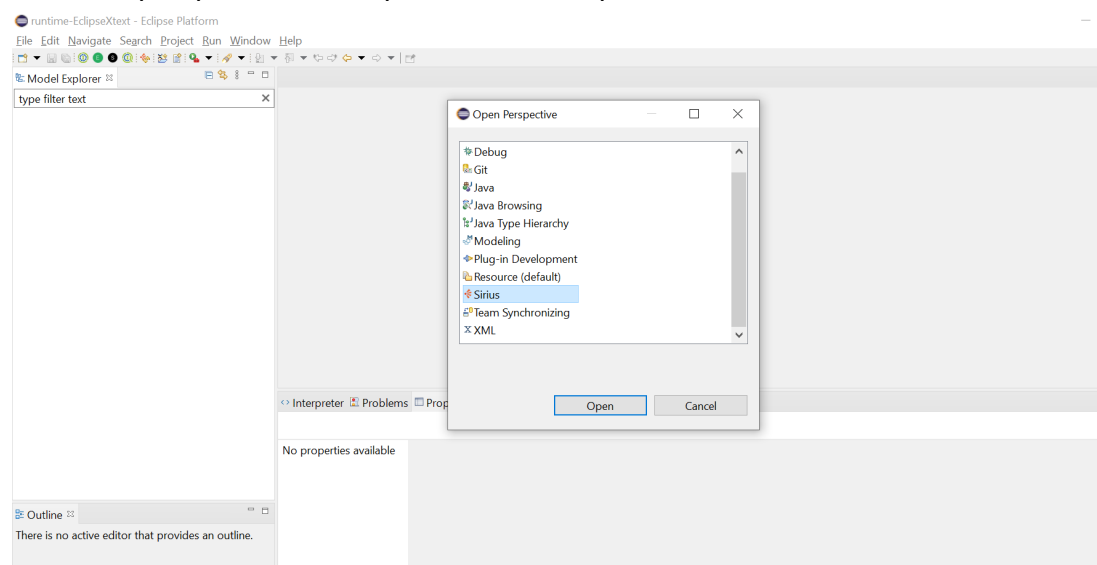 runtime-EclipseXtext - Eclipse Platform
File Edit Navigate Search Project Run Window Help
Model Explorer
type filter text
Open Perspective
Debug
Git
Java
Java Browsing
Java Type Hierarchy
Modeling
Plug-in Development
Resource (default)
Sirius
Team Synchronizing
XML
Open Cancel
Interpreter Problems Prop
No properties available
Outline
There is no active editor that provides an outline.